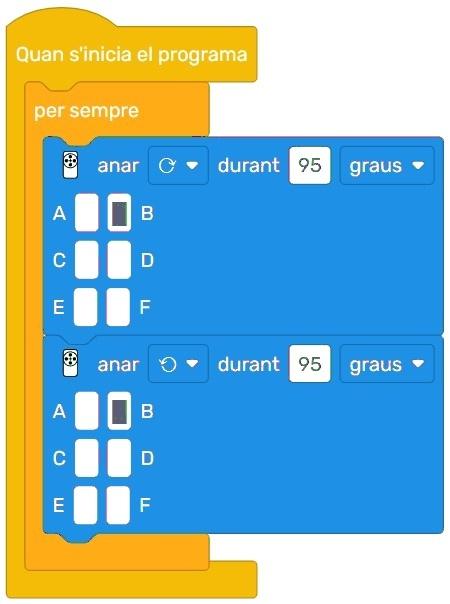 Quan s'inicia el programa
per sempre
anar durant 95 graus
A B
C D
E F
anar durant 95 graus
A B
C D
E F